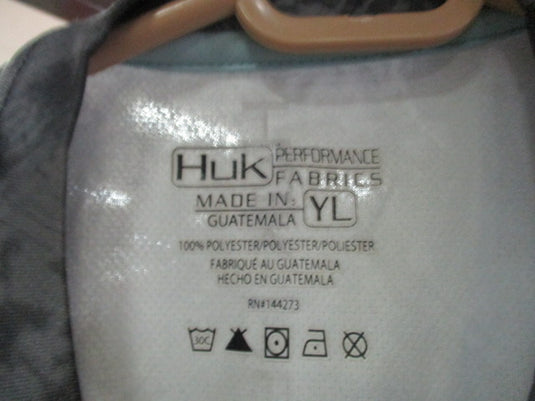 Huk PERFORMANCE
FABRICS
MADE IN:
GUATEMALA YL
100% POLYESTER/POLYESTER/POLIESTER
FABRIQUÉ AU GUATEMALA
HECHO EN GUATEMALA
RN#144273
30C